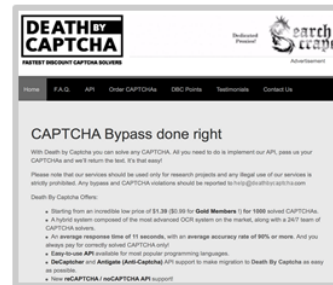 DEATH BY
CAPTCHA
FASTEST DISCOUNT CAPTCHA SOLVERS
Dedicated
Proxies!
Search
Scrape
Advertisement
Home F.A.Q. API Order CAPTCHAs DBC Points Testimonials Contact Us
CAPTCHA Bypass done right
With Death by Captcha you can solve any CAPTCHA. All you need to do is implement our API, pass us your
CAPTCHAs and we'll return the text. It's that easy!
Please note that our services should be used only for research projects and any illegal use of our services is
strictly prohibited. Any bypass and CAPTCHA violations should be reported to help@deathbycaptcha.com
Death By Captcha Offers:
Starting from an incredible low price of $1.39 ($0.99 for Gold Members !) for 1000 solved CAPTCHAs.
A hybrid system composed of the most advanced OCR system on the market, along with a 24/7 team of
CAPTCHA solvers.
An average response time of 11 seconds, with an average accuracy rate of 90% or more. And you
always pay for correctly solved CAPTCHA only!
Easy-to-use API available for most popular programming languages.
DeCaptcher and Antigate (Anti-Captcha) API support to make migration to Death By Captcha as easy
as possible.
New reCAPTCHA / noCAPTCHA API support!